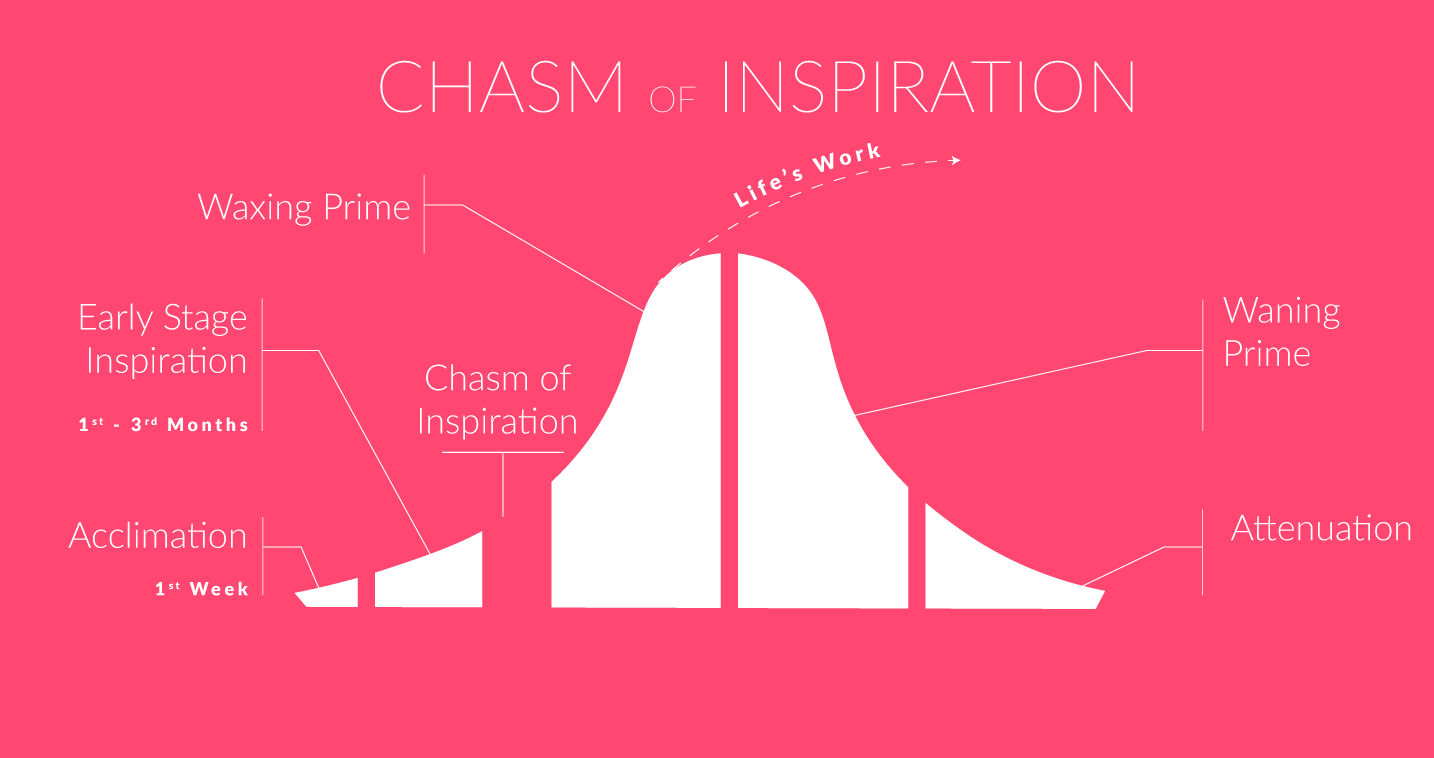 CHASM OF INSPIRATION
Life's Work
Waxing Prime
Early Stage
Inspiration
1st - 3rd Months
Chasm of
Inspiration
Acclimation
1st Week
Waning
Prime
Attenuation